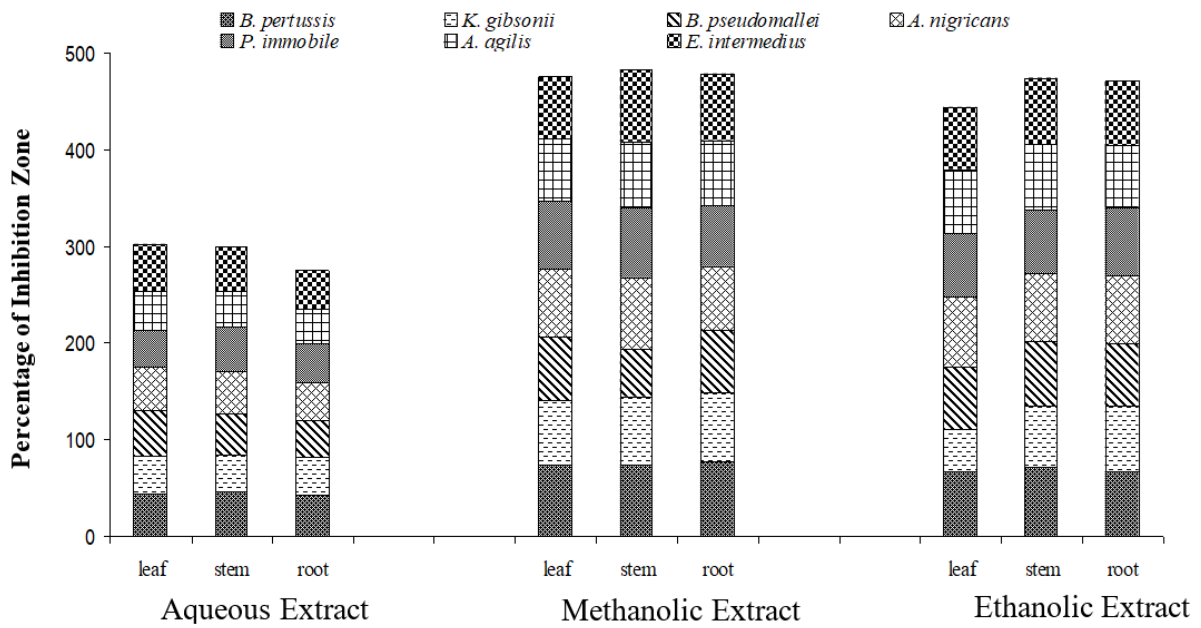 B. pertussis K. gibsonii B. pseudomallei A. nigricans
P. immobile A. agilis E. intermedius
Percentage of Inhibition Zone
500
400
300
200
100
0
leaf stem root leaf stem root leaf stem root
Aqueous Extract Methanolic Extract Ethanolic Extract